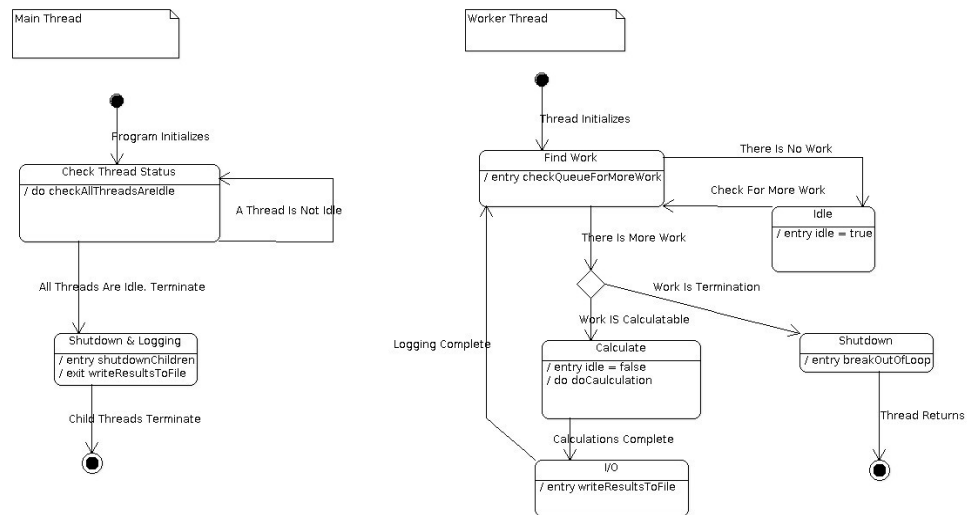 Main Thread
Program Initializes
Check Thread Status
/ do checkAllThreadsAreIdle
A Thread Is Not Idle
All Threads Are Idle. Terminate
Shutdown & Logging
/ entry shutdownChildren
/ exit writeResultsToFile
Child Threads Terminate
Worker Thread
Thread Initializes
Find Work
/ entry checkQueueForMoreWork
There Is No Work
Check For More Work
Idle
/ entry idle = true
There Is More Work
Work Is Termination
Work IS Calculatable
Logging Complete
Calculate
/ entry idle = false
/ do doCaulculation
Shutdown
/ entry breakOutOfLoop
Calculations Complete
Thread Returns
I/O
/ entry writeResultsToFile